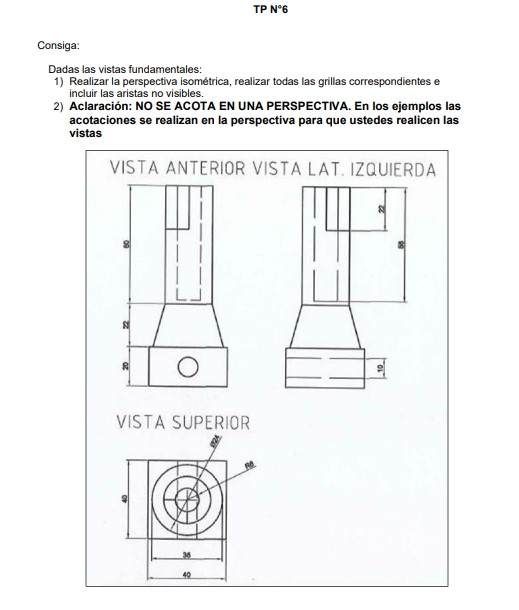 TP N°6
Consiga:
Dadas las vistas fundamentales:
1) Realizar la perspectiva isométrica, realizar todas las grillas correspondientes e
incluir las aristas no visibles.
2) Aclaración: NO SE ACOTA EN UNA PERSPECTIVA. En los ejemplos las
acotaciones se realizan en la perspectiva para que ustedes realicen las
vistas
VISTA ANTERIOR VISTA LAT. IZQUIERDA
60
22
20
22
58
10
VISTA SUPERIOR
Ø24
R6
40
36
40